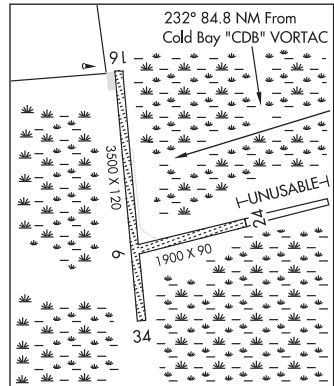 232° 84.8 NM From
Cold Bay "CDB" VORTAC
16
3500 X 120
UNUSABLE
24
1900 X 90
6
34